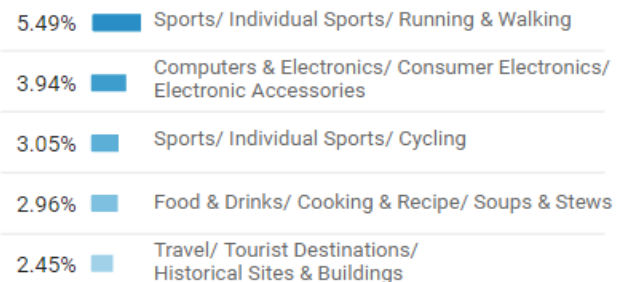 5.49% Sports/ Individual Sports/ Running & Walking
3.94% Computers & Electronics/ Consumer Electronics/
Electronic Accessories
3.05% Sports/ Individual Sports/ Cycling
2.96% Food & Drinks/ Cooking & Recipe/ Soups & Stews
2.45% Travel/ Tourist Destinations/
Historical Sites & Buildings